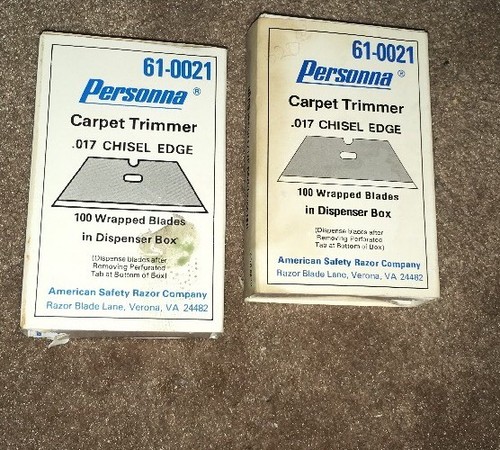 61-0021
Personna ®
Carpet Trimmer
.017 CHISEL EDGE
100 Wrapped Blades
in Dispenser Box
(Dispense blades after
Removing Perforated
Tab at Bottom of Box)
American Safety Razor Company
Razor Blade Lane, Verona, VA 24482
61-0021
Personna ®
Carpet Trimmer
.017 CHISEL EDGE
100 Wrapped Blades
in Dispenser Box
(Dispense blades after
Removing Perforated
Tab at Bottom of Box)
American Safety Razor Company
Razor Blade Lane, Verona, VA 24482